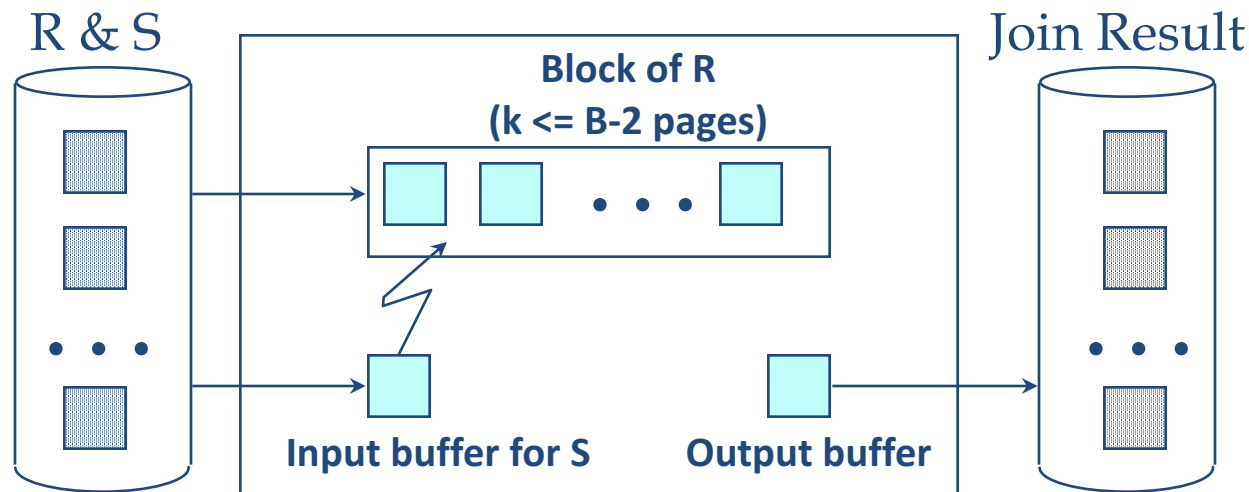 R & S
Join Result
Block of R
(k <= B-2 pages)
• • •
• • •
• • •
Input buffer for S
Output buffer